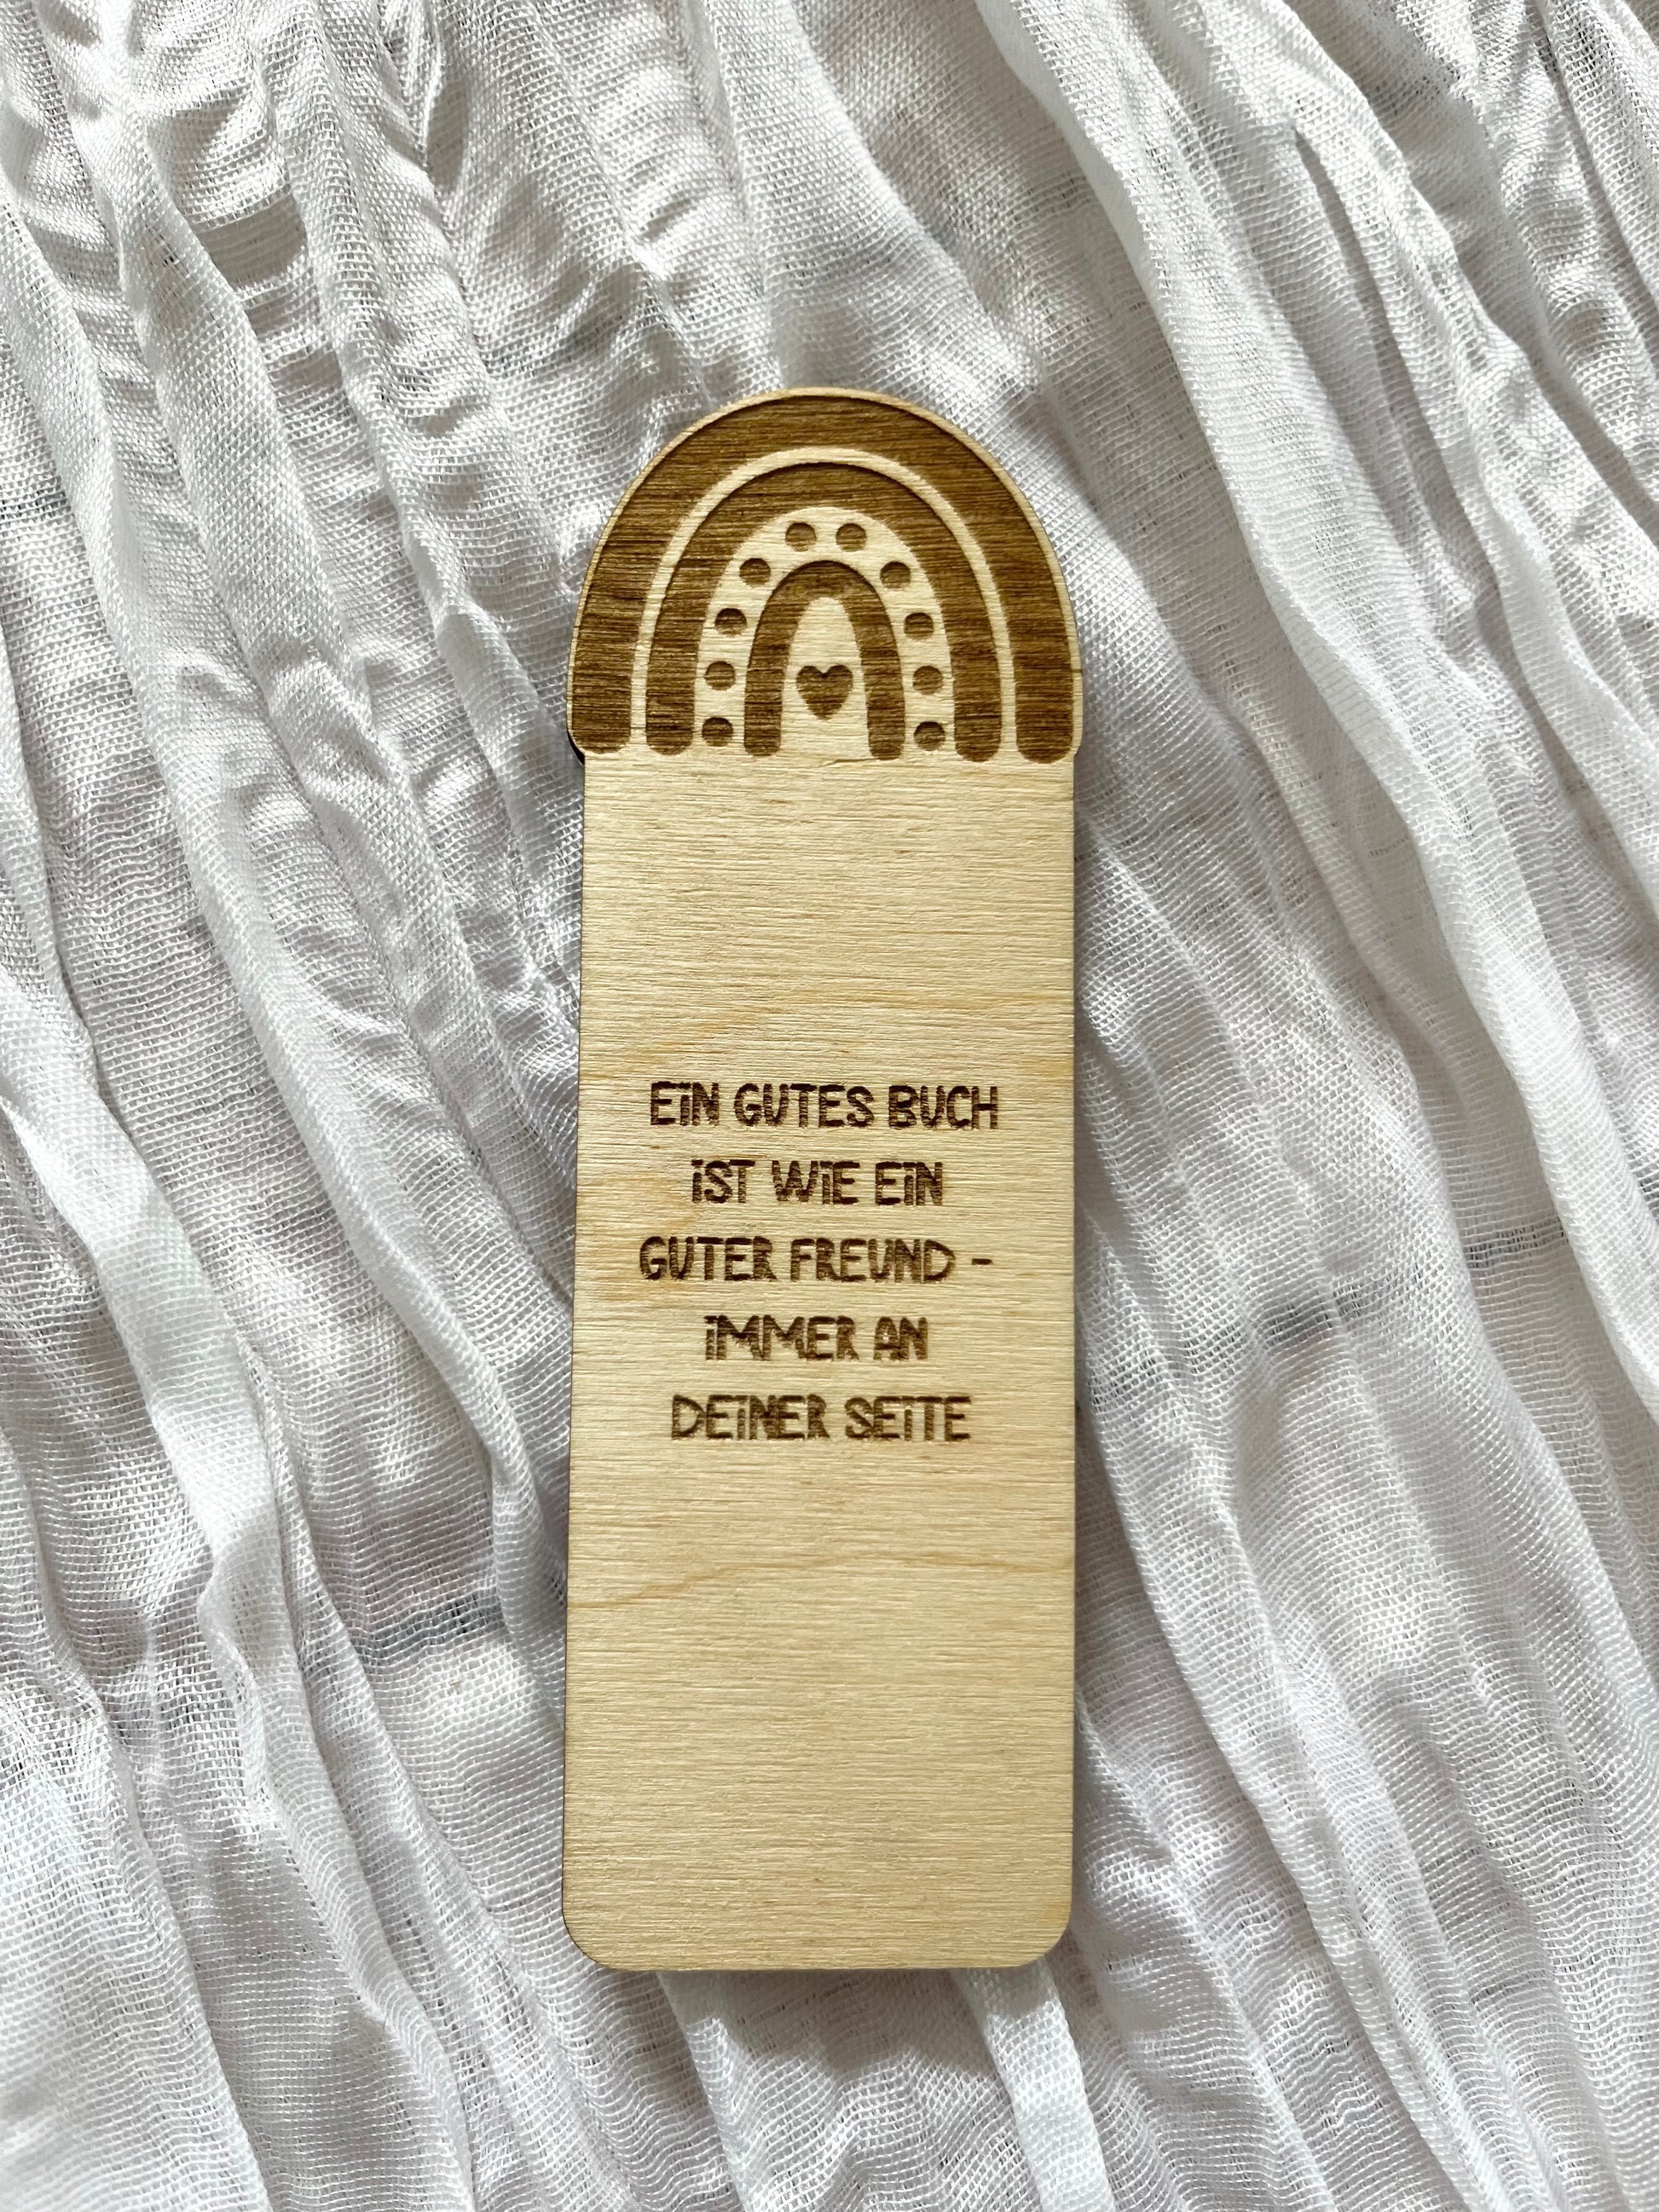 EIN GUTES BUCH
IST WIE EIN
GUTER FREUND -
IMMER AN
DEINER SEITE